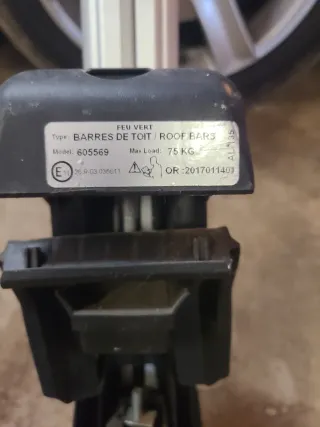 FEU VERT
Type: BARRES DE TOIT / ROOF BARS
Model: 605569 Max Load: 75 KG
E OR :2017011403